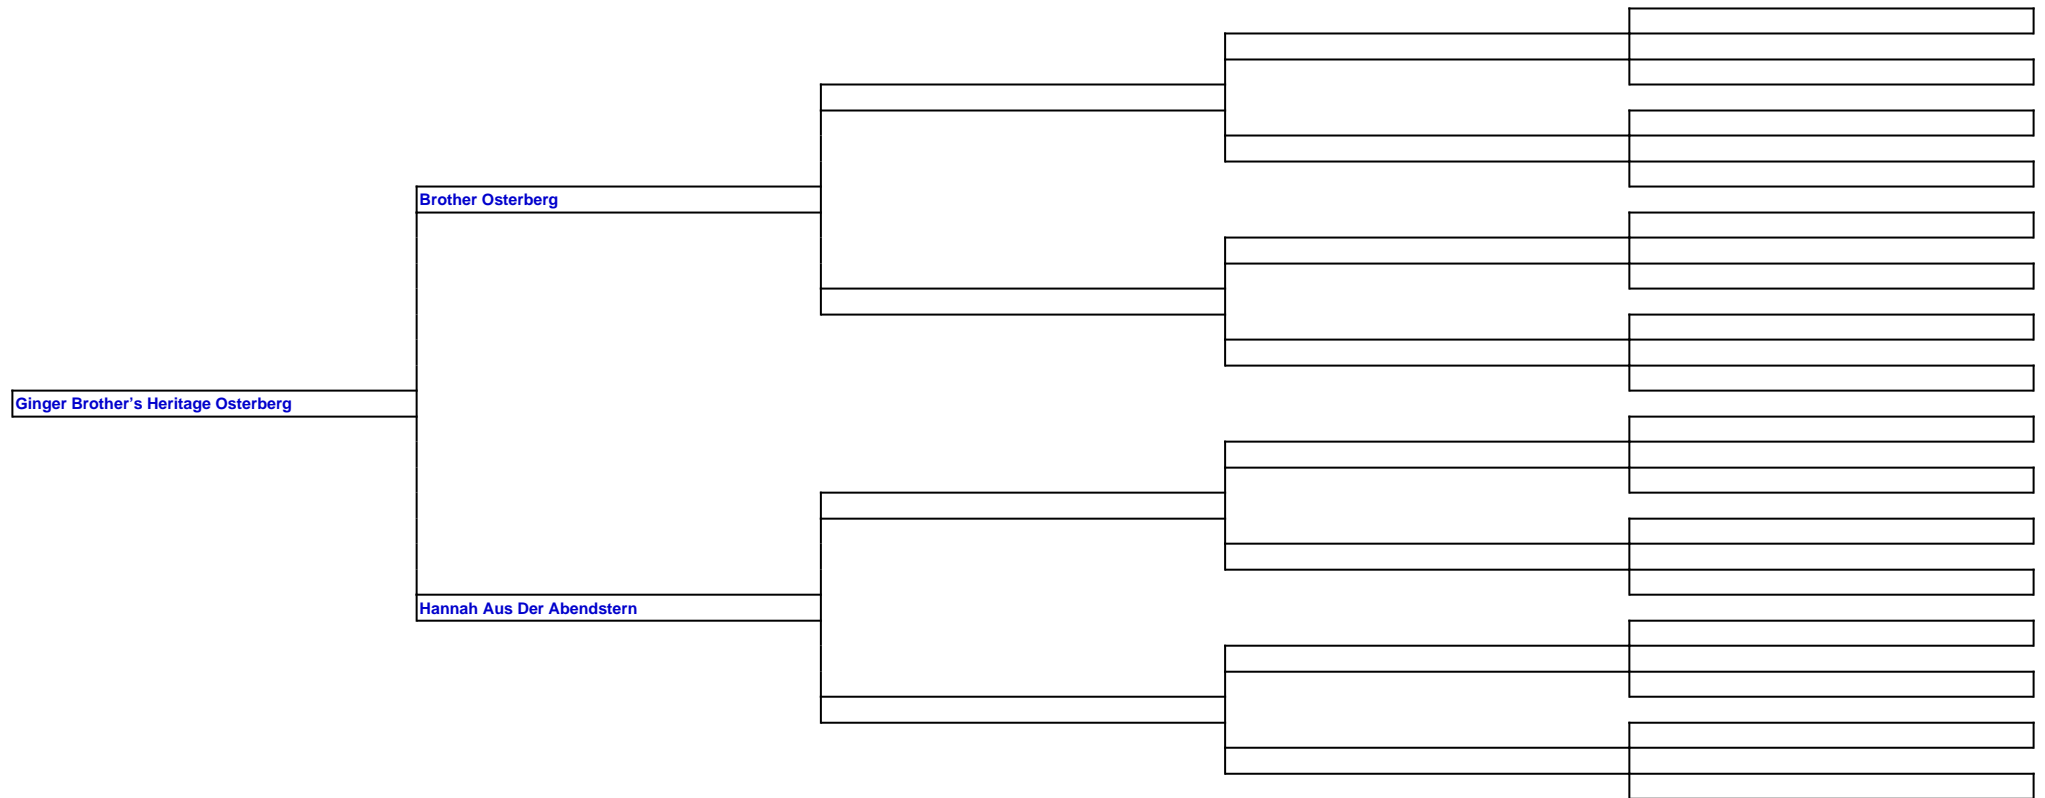 Brother Osterberg
Ginger Brother’s Heritage Osterberg
Hannah Aus Der Abendstern